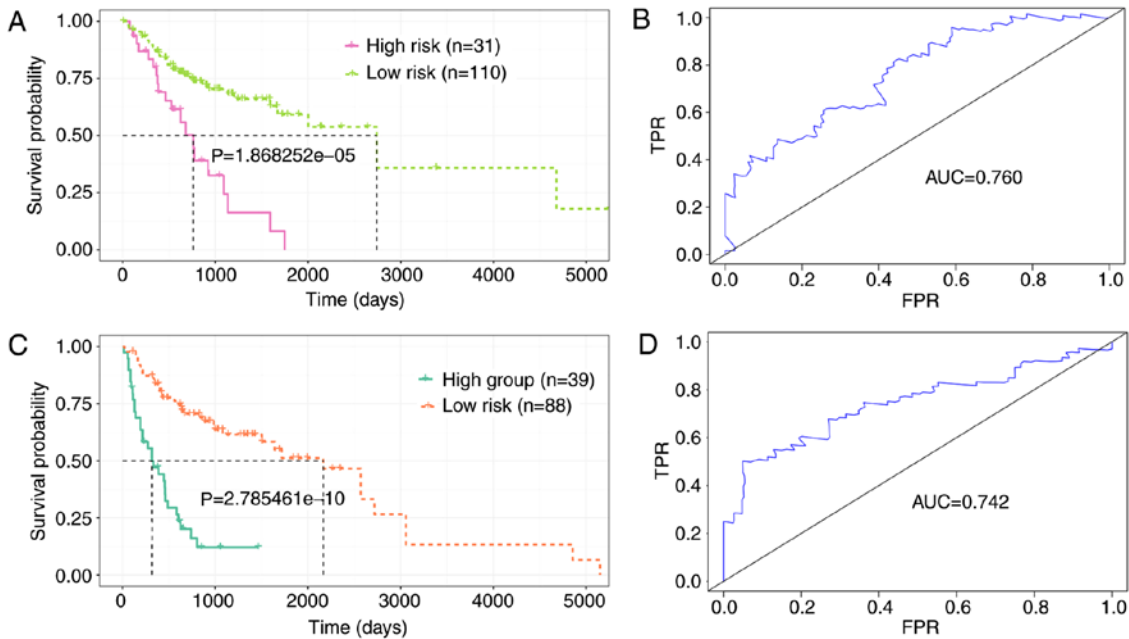 A
1.00
0.75
0.50
0.25
0.00
Survival probability
High risk (n=31)
Low risk (n=110)
P=1.868252e−05
0 1000 2000 3000 4000 5000
Time (days)
B
1.0
0.8
0.6
0.4
0.2
0.0
TPR
AUC=0.760
0.0 0.2 0.4 0.6 0.8 1.0
FPR
C
1.00
0.75
0.50
0.25
0.00
Survival probability
High group (n=39)
Low risk (n=88)
P=2.785461e−10
0 1000 2000 3000 4000 5000
Time (days)
D
1.0
0.8
0.6
0.4
0.2
0.0
TPR
AUC=0.742
0.0 0.2 0.4 0.6 0.8 1.0
FPR